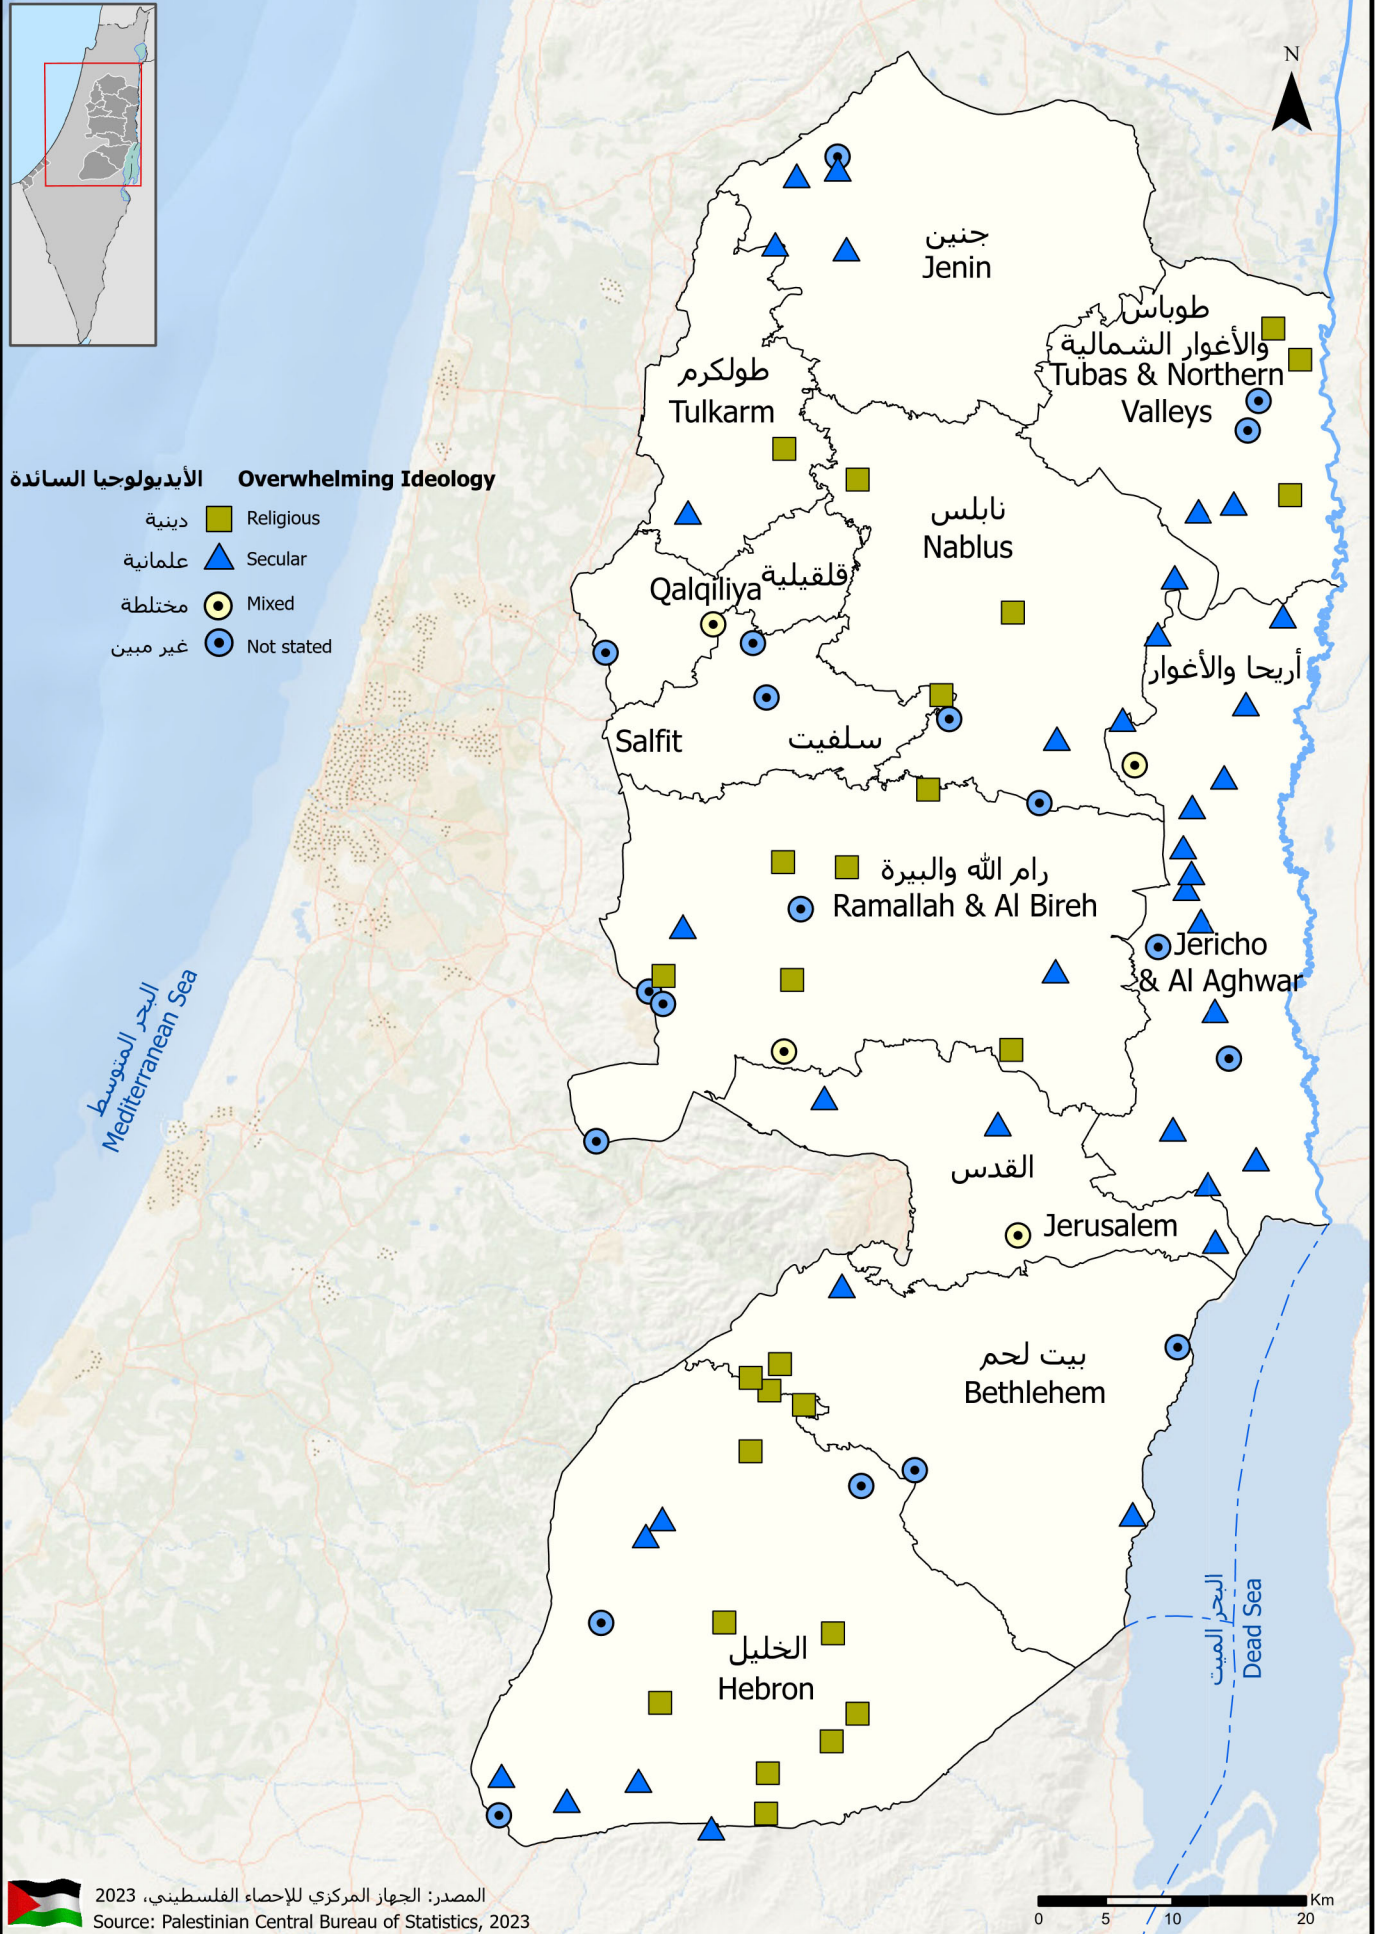 N
جنين
Jenin
طوباس
والأغوار الشمالية
Tubas & Northern
Valleys
طولكرم
Tulkarm
الأيديولوجيا السائدة Overwhelming Ideology
دينية Religious
علمانية Secular
مختلطة Mixed
غير مبين Not stated
نابلس
Nablus
قلقيلية
Qalqiliya
أريحا والأغوار
Salfit سلفيت
رام الله والبيرة
Ramallah & Al Bireh
Jericho
& Al Aghwar
البحر المتوسط
Mediterranean Sea
القدس
Jerusalem
بيت لحم
Bethlehem
البحر الميت
Dead Sea
الخليل
Hebron
المصدر: الجهاز المركزي للإحصاء الفلسطيني، 2023
Source: Palestinian Central Bureau of Statistics, 2023
Km
0 5 10 20